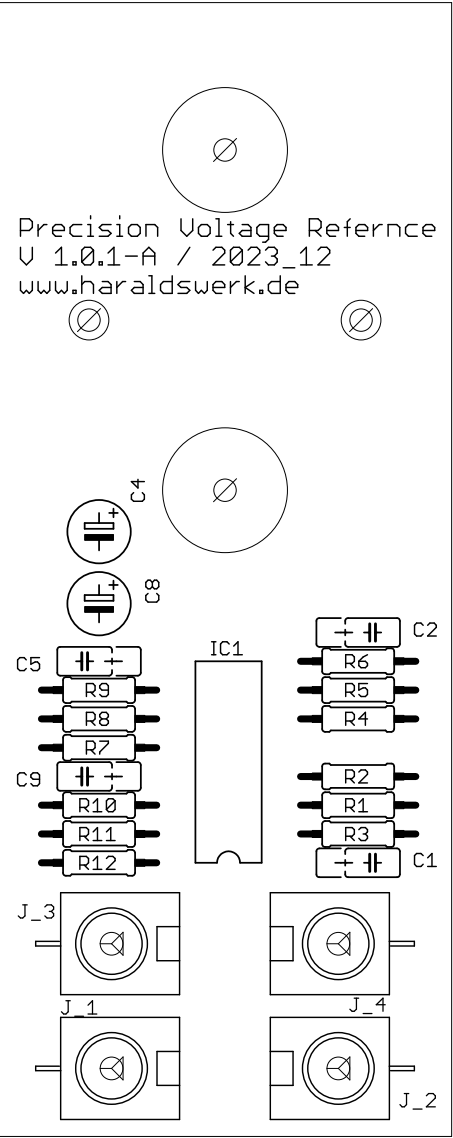 Precision Voltage Refernce
V 1.0.1-A / 2023_12
www.haraldswerk.de
C4
C8
IC1
C2
C5
R6
R9
R5
R8
R4
R7
C9
R2
R10
R1
R11
R3
R12
C1
J_3
J_1
J_4
J_2